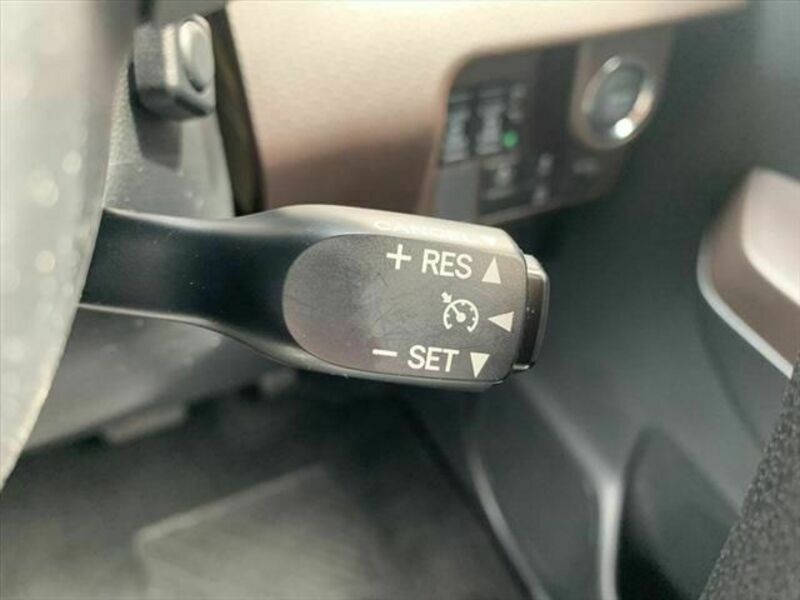 CANCEL
+ RES ▲
◀
− SET ▼